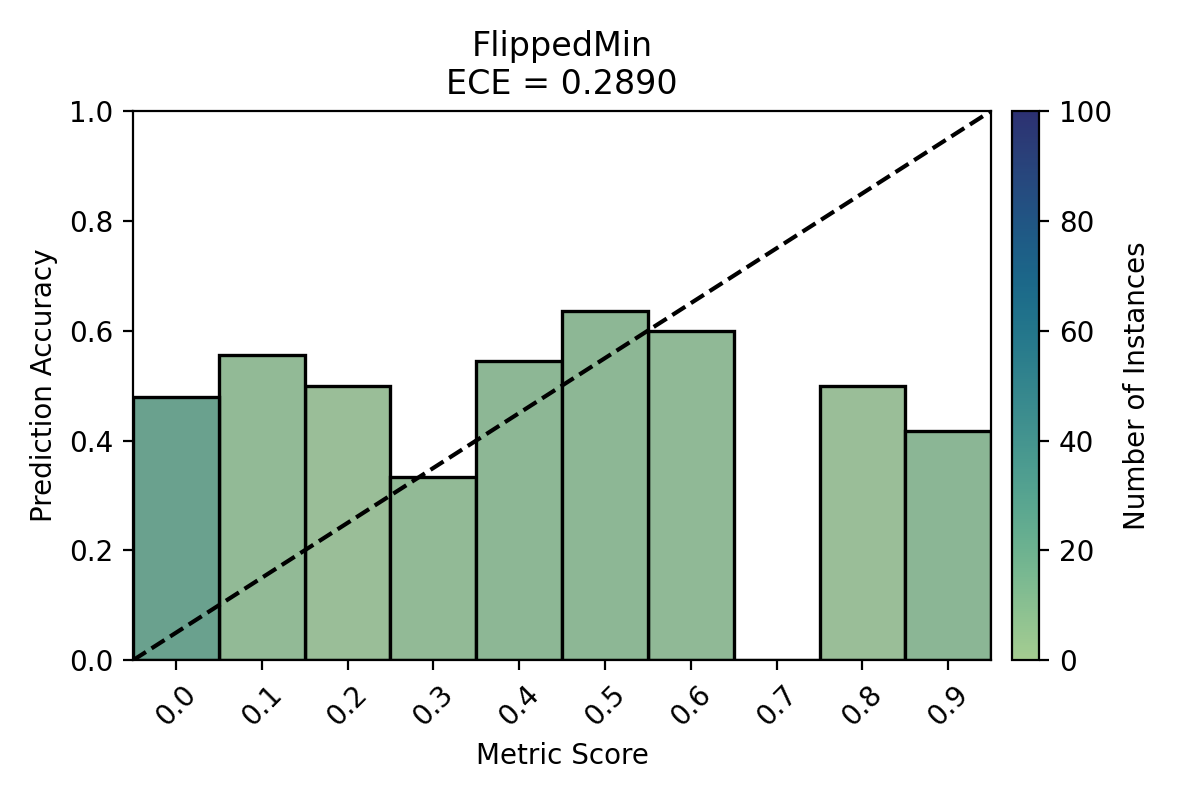 FlippedMin
ECE = 0.2890
1.0
0.8
0.6
0.4
0.2
0.0
Prediction Accuracy
0.0 0.1 0.2 0.3 0.4 0.5 0.6 0.7 0.8 0.9
Metric Score
100
80
60
40
20
0
Number of Instances